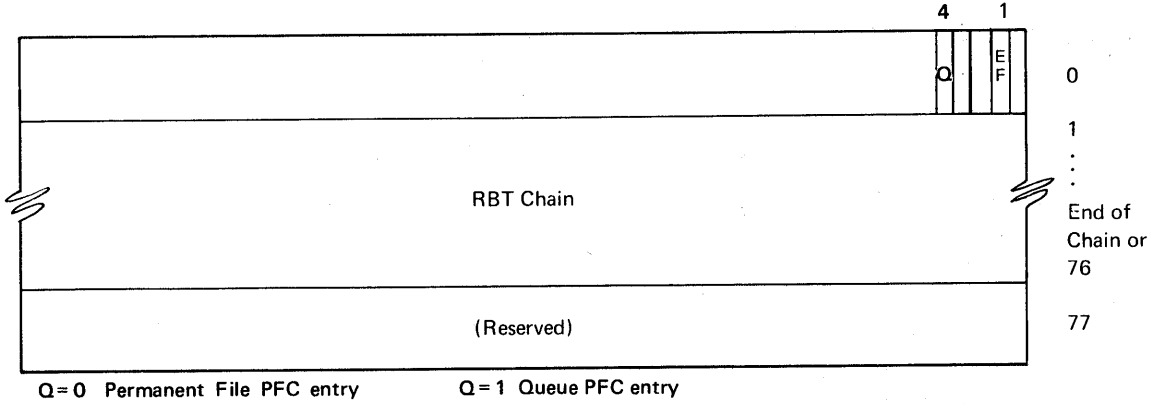 4 1
Q E F 0
1
.
.
.
RBT Chain
End of
Chain or
76
(Reserved) 77
Q=0 Permanent File PFC entry Q=1 Queue PFC entry